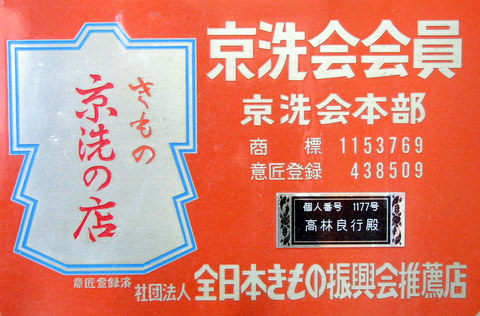 京洗会会員
京洗会本部
商標 1153769
意匠登録 438509
個人番号 1177号
高林良行殿
きもの
京洗の店
意匠登録済
社団法人 全日本きもの振興会推薦店